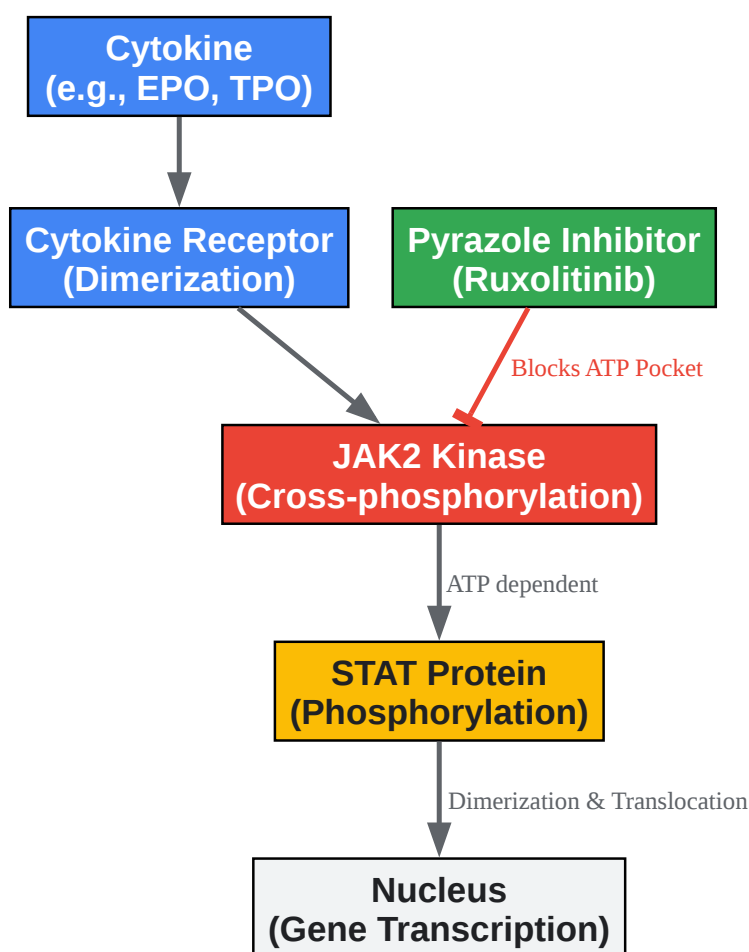 Cytokine
(e.g., EPO, TPO)
Cytokine Receptor
(Dimerization)
Pyrazole Inhibitor
(Ruxolitinib)
Blocks ATP Pocket
JAK2 Kinase
(Cross-phosphorylation)
ATP dependent
STAT Protein
(Phosphorylation)
Dimerization & Translocation
Nucleus
(Gene Transcription)